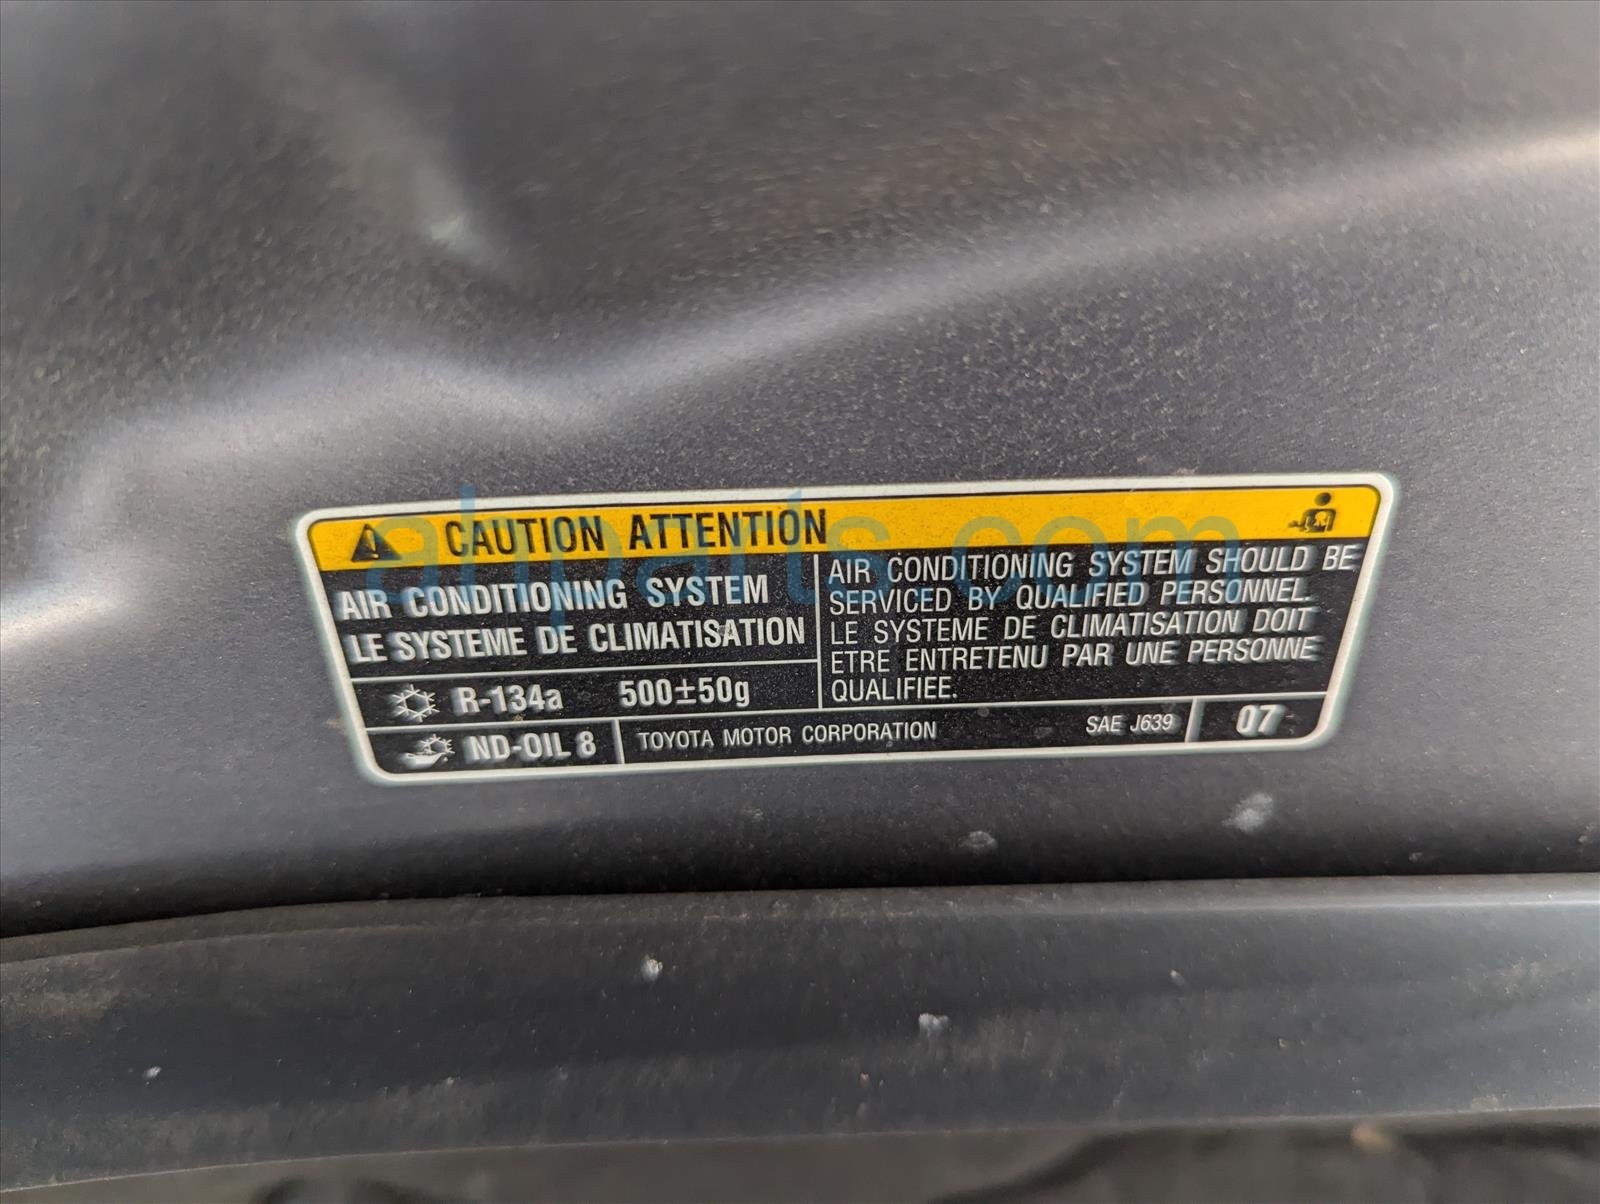 CAUTION ATTENTION
AIR CONDITIONING SYSTEM
LE SYSTEME DE CLIMATISATION
R-134a 500±50g
ND-OIL 8
AIR CONDITIONING SYSTEM SHOULD BE
SERVICED BY QUALIFIED PERSONNEL.
LE SYSTEME DE CLIMATISATION DOIT
ETRE ENTRETENU PAR UNE PERSONNE
QUALIFIEE.
TOYOTA MOTOR CORPORATION SAE J639 07
ahparts.com